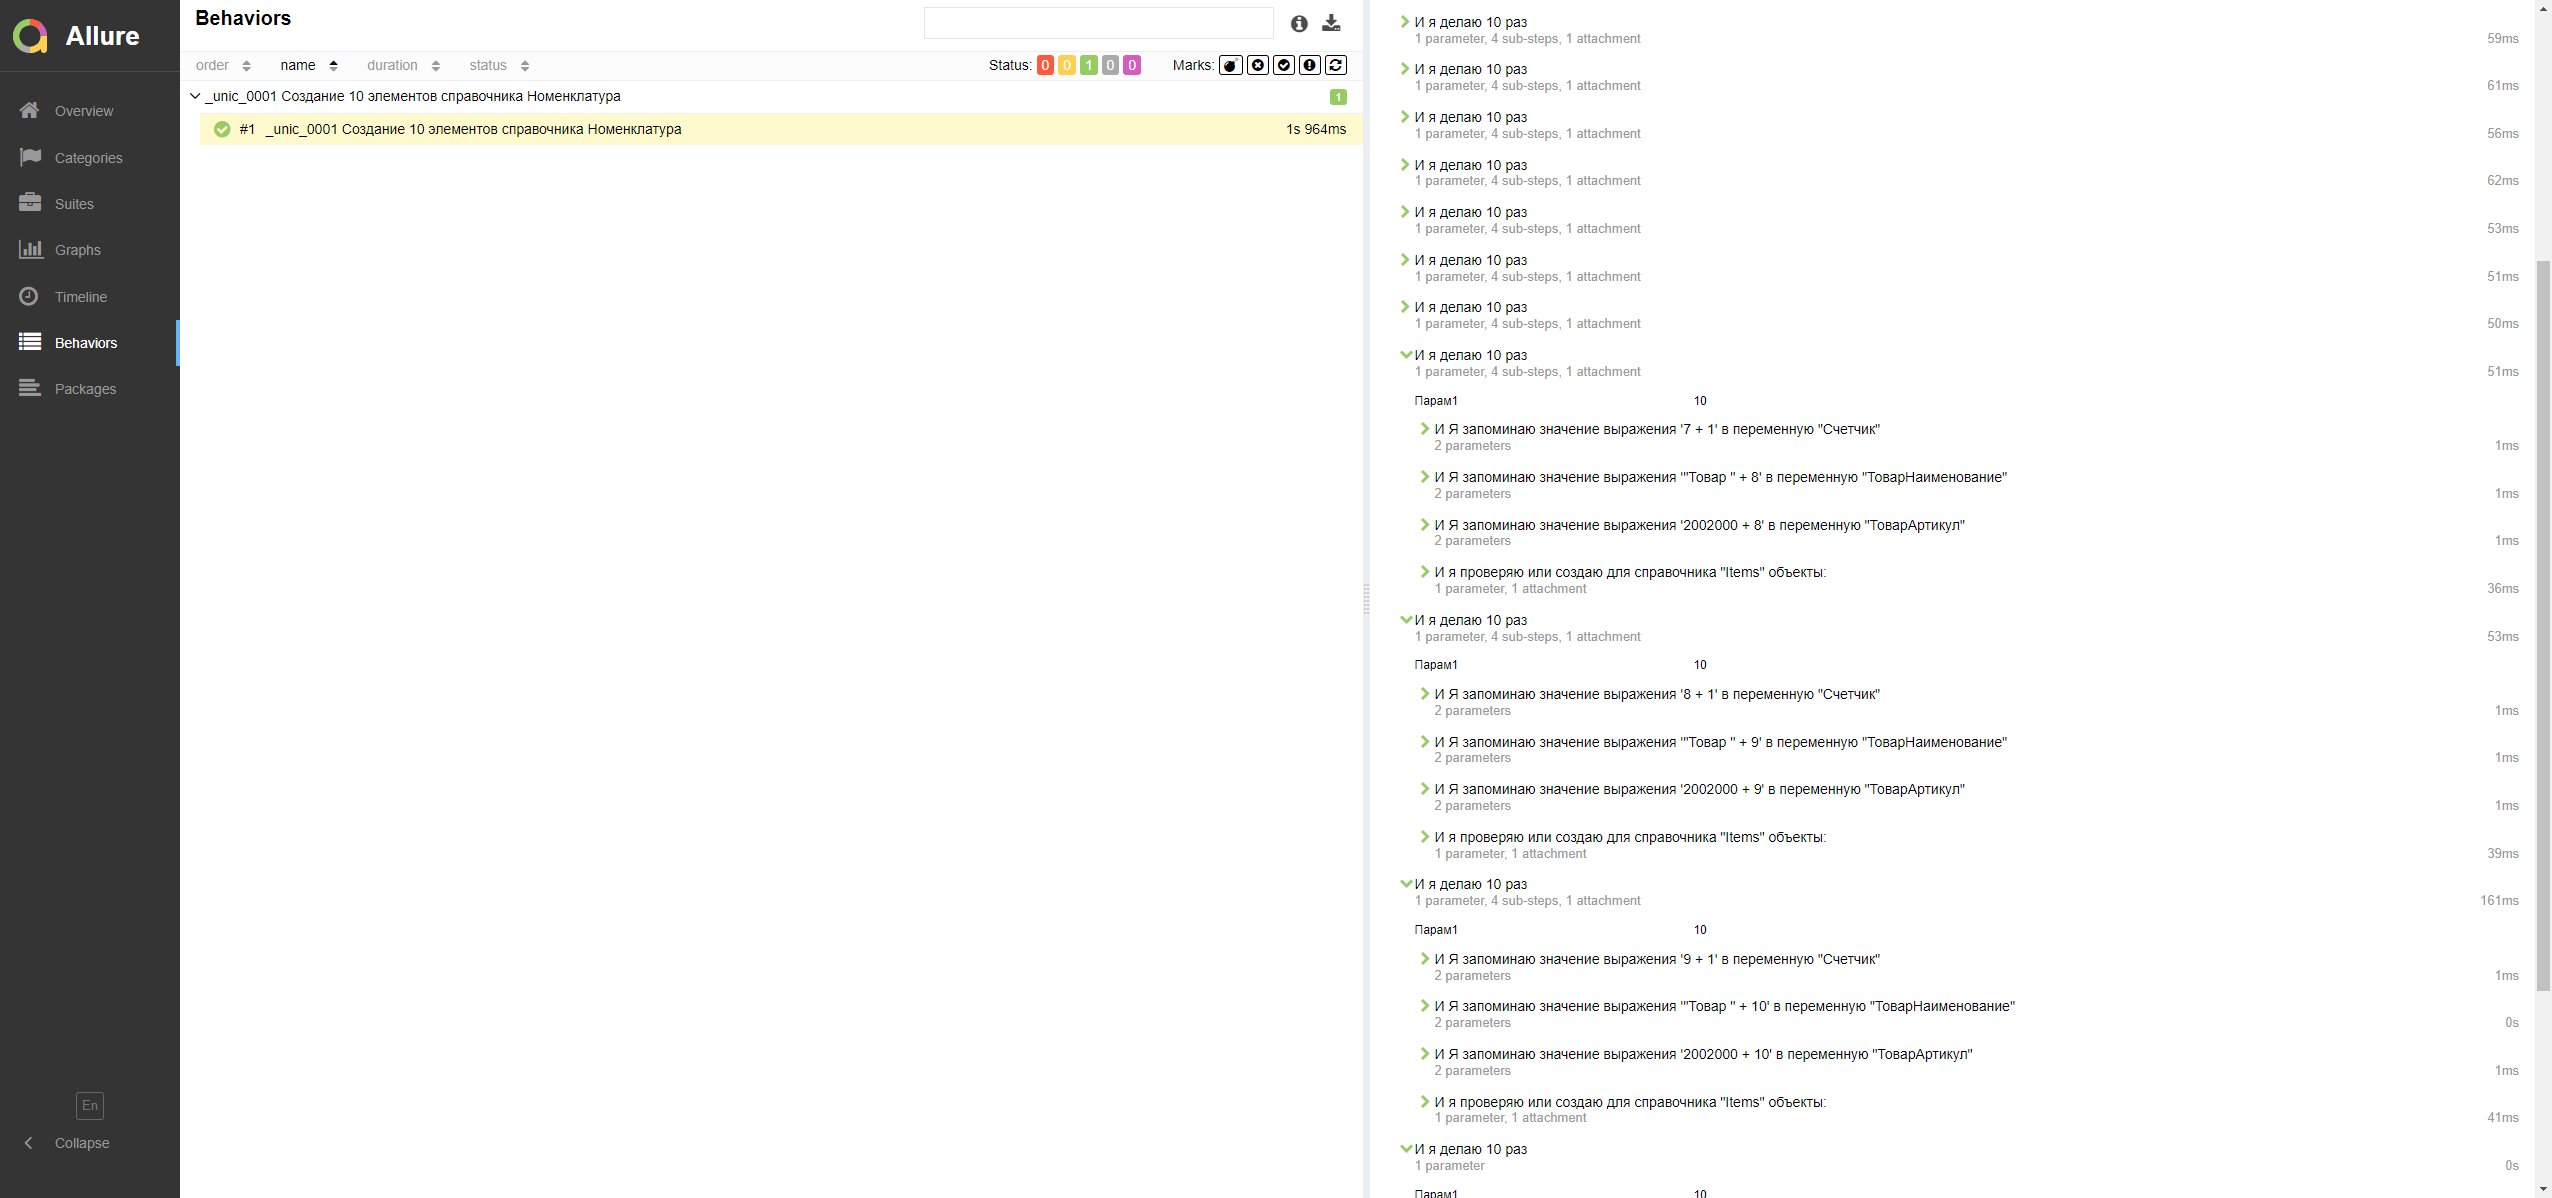 Allure
Overview
Categories
Suites
Graphs
Timeline
Behaviors
Packages
En
Collapse
Behaviors
order name duration status
Status: 0 0 1 0 0 Marks:
_unic_0001 Создание 10 элементов справочника Номенклатура 1
#1 _unic_0001 Создание 10 элементов справочника Номенклатура 1s 964ms
И я делаю 10 раз
1 parameter, 4 sub-steps, 1 attachment 59ms
И я делаю 10 раз
1 parameter, 4 sub-steps, 1 attachment 61ms
И я делаю 10 раз
1 parameter, 4 sub-steps, 1 attachment 56ms
И я делаю 10 раз
1 parameter, 4 sub-steps, 1 attachment 62ms
И я делаю 10 раз
1 parameter, 4 sub-steps, 1 attachment 53ms
И я делаю 10 раз
1 parameter, 4 sub-steps, 1 attachment 51ms
И я делаю 10 раз
1 parameter, 4 sub-steps, 1 attachment 50ms
И я делаю 10 раз
1 parameter, 4 sub-steps, 1 attachment 51ms
Парам1 10
И Я запоминаю значение выражения '7 + 1' в переменную "Счетчик"
2 parameters 1ms
И Я запоминаю значение выражения '"Товар " + 8' в переменную "ТоварНаименование"
2 parameters 1ms
И Я запоминаю значение выражения '2002000 + 8' в переменную "ТоварАртикул"
2 parameters 1ms
И я проверяю или создаю для справочника "Items" объекты:
1 parameter, 1 attachment 36ms
И я делаю 10 раз
1 parameter, 4 sub-steps, 1 attachment 53ms
Парам1 10
И Я запоминаю значение выражения '8 + 1' в переменную "Счетчик"
2 parameters 1ms
И Я запоминаю значение выражения '"Товар " + 9' в переменную "ТоварНаименование"
2 parameters 1ms
И Я запоминаю значение выражения '2002000 + 9' в переменную "ТоварАртикул"
2 parameters 1ms
И я проверяю или создаю для справочника "Items" объекты:
1 parameter, 1 attachment 39ms
И я делаю 10 раз
1 parameter, 4 sub-steps, 1 attachment 161ms
Парам1 10
И Я запоминаю значение выражения '9 + 1' в переменную "Счетчик"
2 parameters 1ms
И Я запоминаю значение выражения '"Товар " + 10' в переменную "ТоварНаименование"
2 parameters 0s
И Я запоминаю значение выражения '2002000 + 10' в переменную "ТоварАртикул"
2 parameters 1ms
И я проверяю или создаю для справочника "Items" объекты:
1 parameter, 1 attachment 41ms
И я делаю 10 раз
1 parameter 0s
Парам1 10